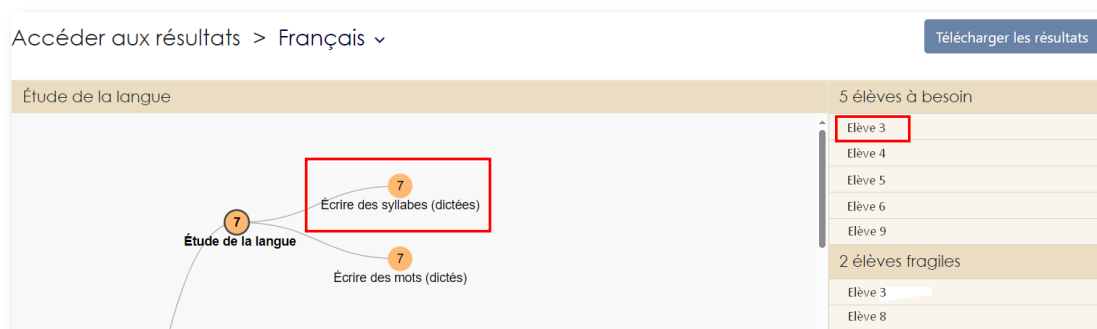 Accéder aux résultats > Français
Télécharger les résultats
Étude de la langue
7
Écrire des syllabes (dictées)
7
Étude de la langue
7
Écrire des mots (dictés)
5 élèves à besoin
Elève 3
Elève 4
Elève 5
Elève 6
Elève 9
2 élèves fragiles
Elève 3
Elève 8